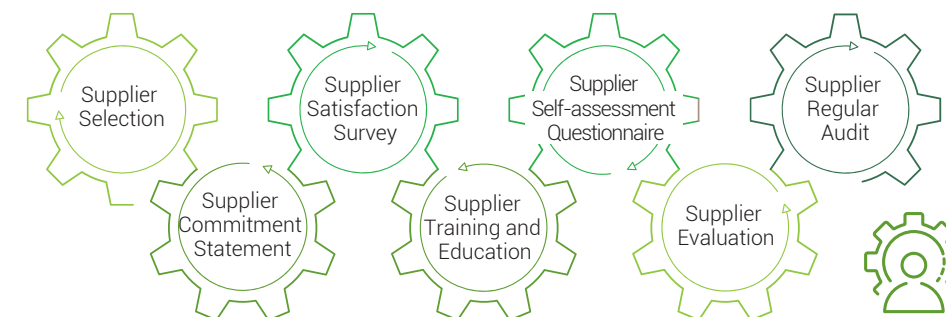 Supplier
Selection
Supplier
Commitment
Statement
Supplier
Satisfaction
Survey
Supplier
Training and
Education
Supplier
Self-assessment
Questionnaire
Supplier
Evaluation
Supplier
Regular
Audit